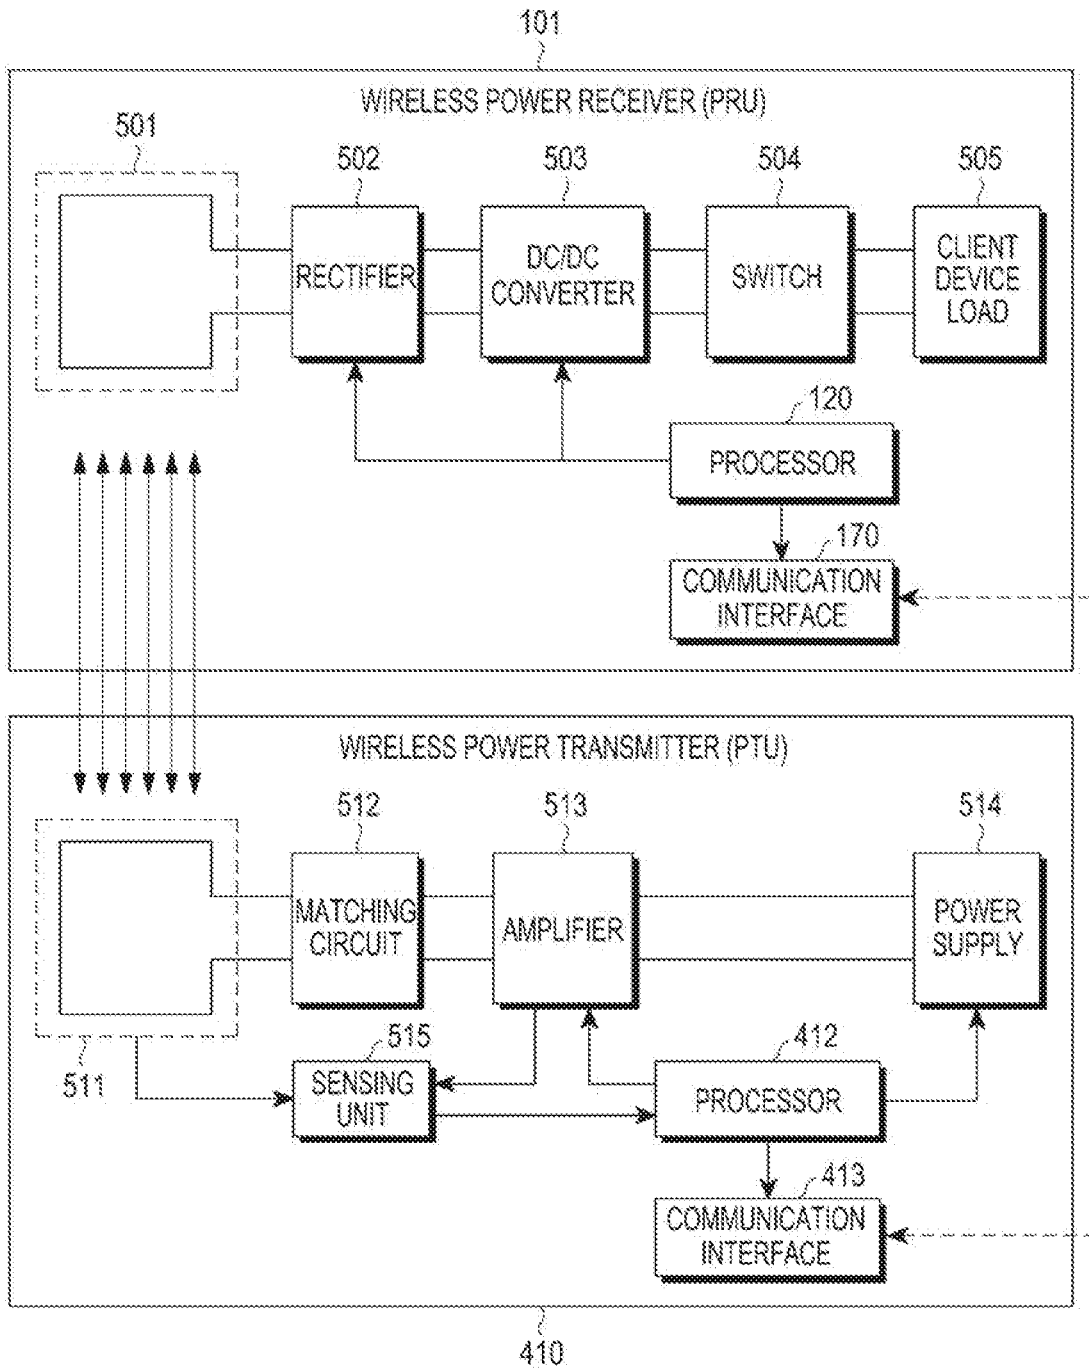 101
WIRELESS POWER RECEIVER (PRU)
501
502
503
504
505
RECTIFIER
DC/DC
CONVERTER
SWITCH
CLIENT
DEVICE
LOAD
120
PROCESSOR
170
COMMUNICATION
INTERFACE
WIRELESS POWER TRANSMITTER (PTU)
512
513
514
MATCHING
CIRCUIT
AMPLIFIER
POWER
SUPPLY
511
515
412
SENSING
UNIT
PROCESSOR
413
COMMUNICATION
INTERFACE
410